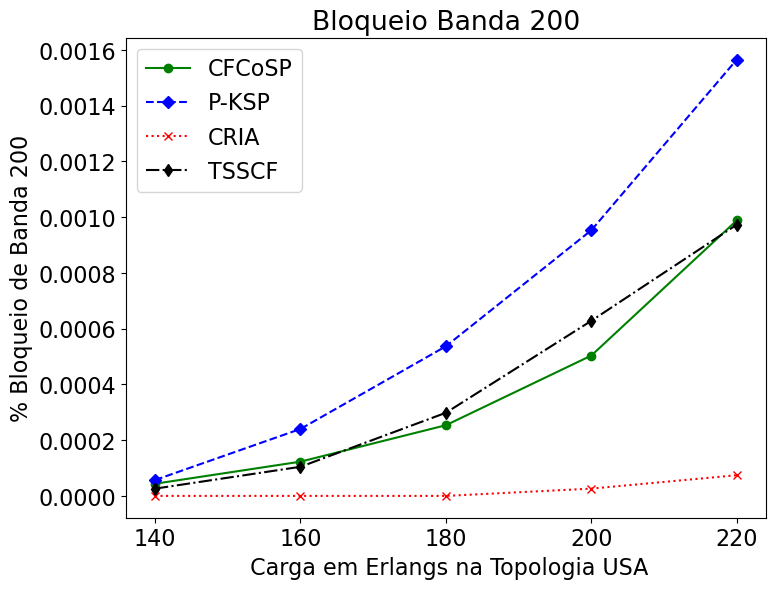 Bloqueio Banda 200
CFCoSP
P-KSP
CRIA
TSSCF
% Bloqueio de Banda 200
0.0016
0.0014
0.0012
0.0010
0.0008
0.0006
0.0004
0.0002
0.0000
140 160 180 200 220
Carga em Erlangs na Topologia USA